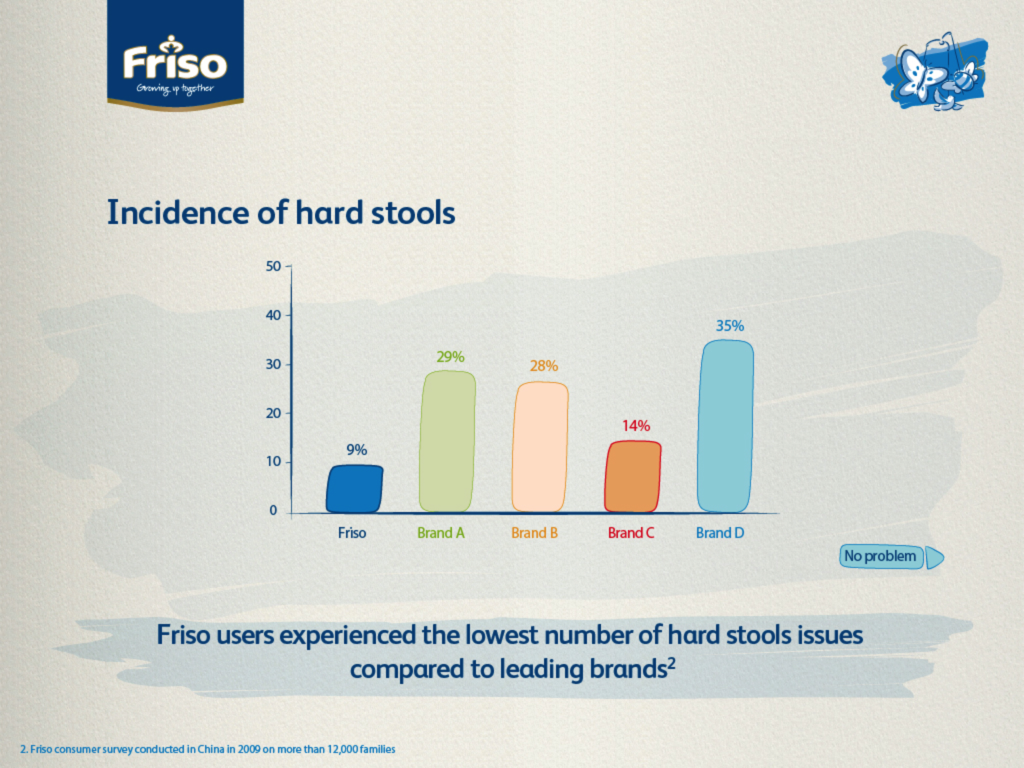 Friso
Growing up together
Incidence of hard stools
50
40
30
20
10
0
9%
29%
28%
14%
35%
Friso
Brand A
Brand B
Brand C
Brand D
No problem
Friso users experienced the lowest number of hard stools issues
compared to leading brands²
2. Friso consumer survey conducted in China in 2009 on more than 12,000 families